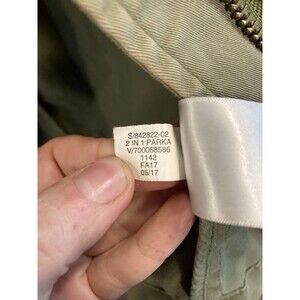 S/842822-02
2 IN 1 PARKA
V/700068586
1142
FA17
05/17